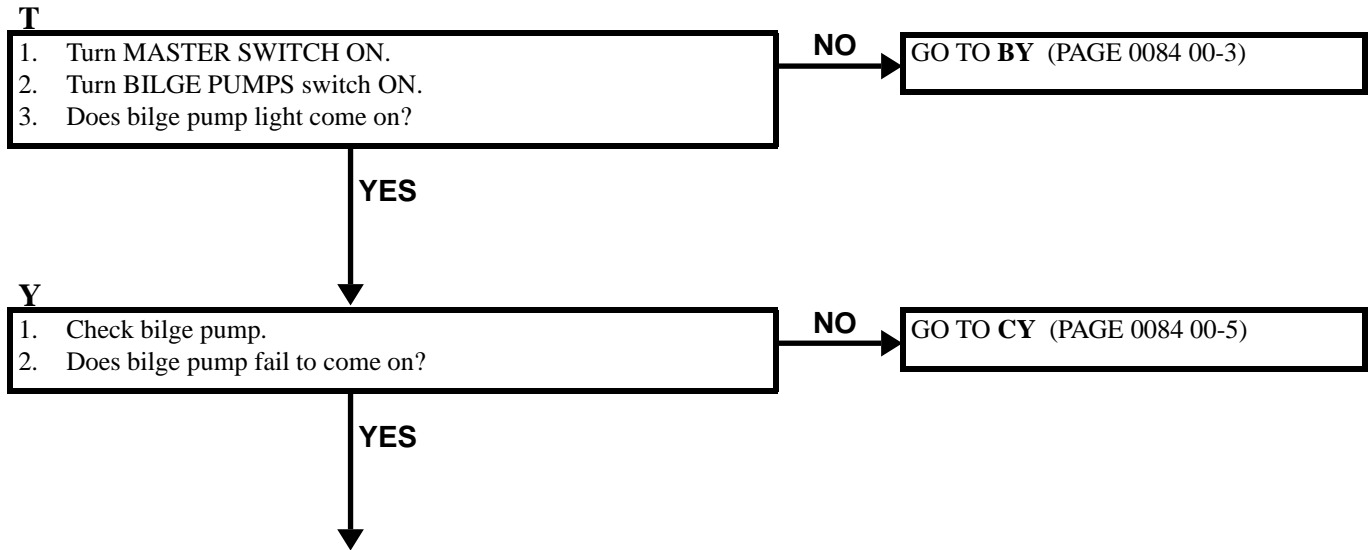 T
1. Turn MASTER SWITCH ON.
2. Turn BILGE PUMPS switch ON.
3. Does bilge pump light come on?
NO
GO TO BY (PAGE 0084 00-3)
YES
Y
1. Check bilge pump.
2. Does bilge pump fail to come on?
NO
GO TO CY (PAGE 0084 00-5)
YES